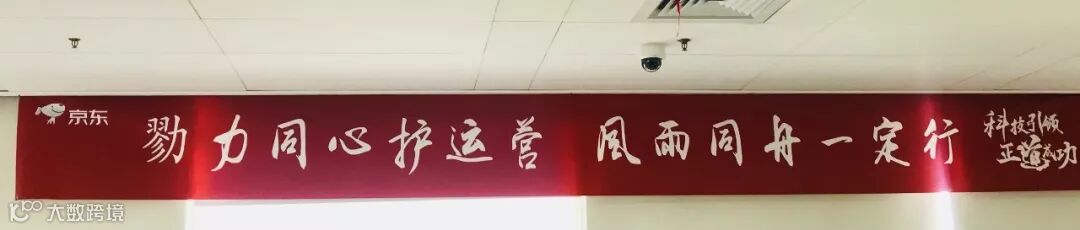 京东
勠力同心护运营 風雨同舟一定行
科技引领
正道成功
大数跨境